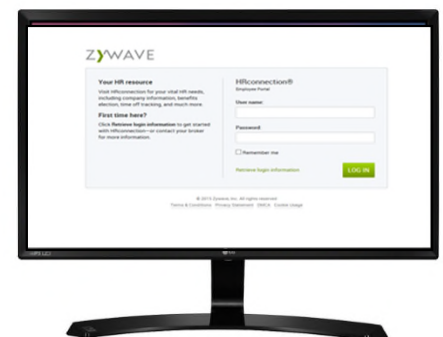 ZYWAVE
Your HR resource
Visit HRconnection for your vital HR needs,
including company information, benefits
election, time off tracking, and much more.
First time here?
Click Retrieve login information to get started
with HRconnection—or contact your broker
for more information.
HRconnection®
Employee Portal
User name:
Password:
Remember me
Retrieve login information
LOG IN
© 2015 Zywave, Inc. All rights reserved
Terms & Conditions Privacy Statement DMCA Cookie Usage